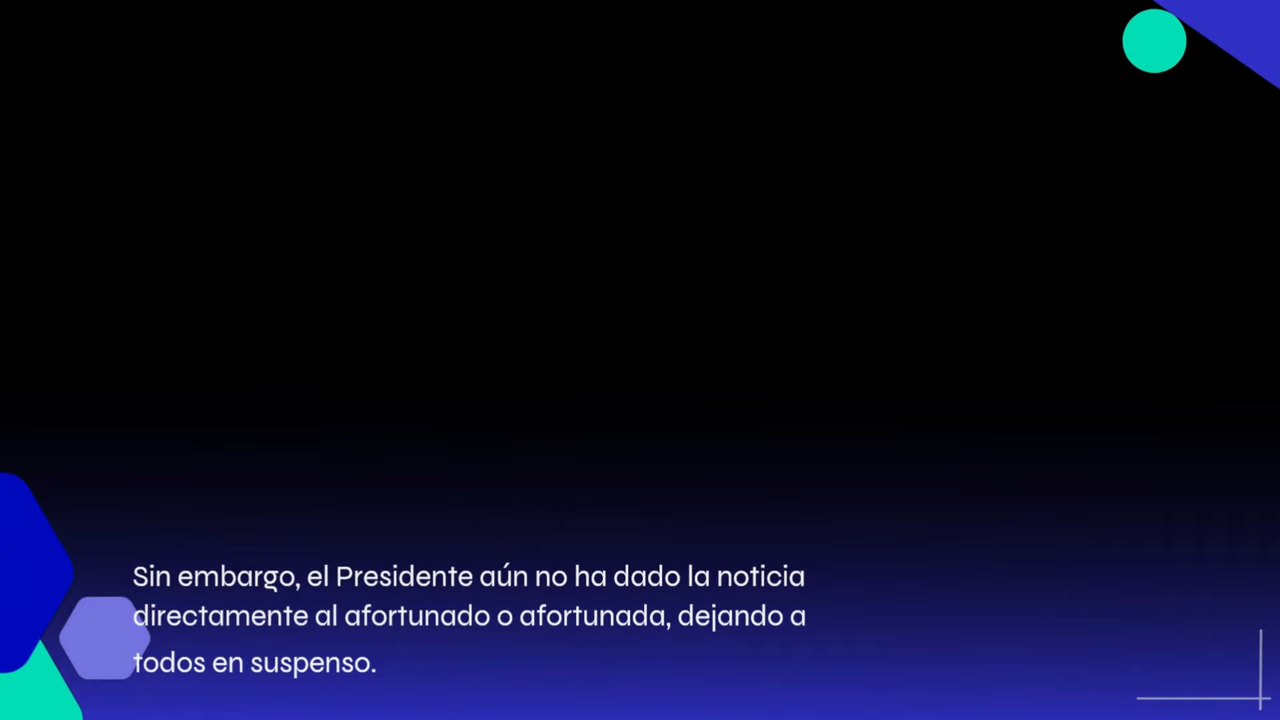 Sin embargo, el Presidente aún no ha dado la noticia
directamente al afortunado o afortunada, dejando a
todos en suspenso.